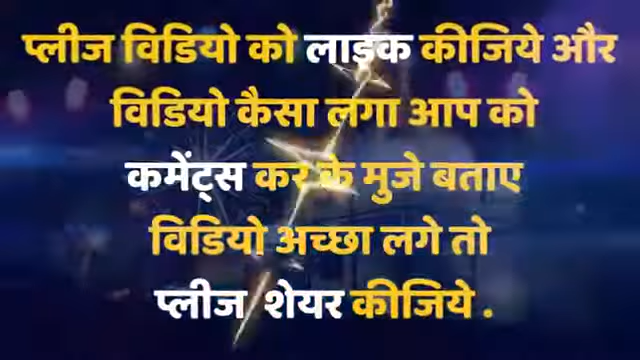 प्लीज विडियो को लाइक कीजिये और
विडियो कैसा लगा आप को
कमेंट्स कर के मुजे बताए
विडियो अच्छा लगे तो
प्लीज शेयर कीजिये .